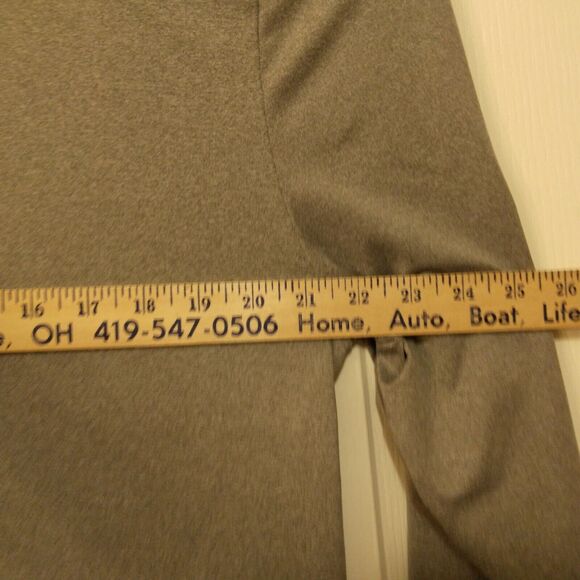 16 17 18 19 20 21 22 23 24 25 26
, OH 419-547-0506 Home, Auto, Boat, Life